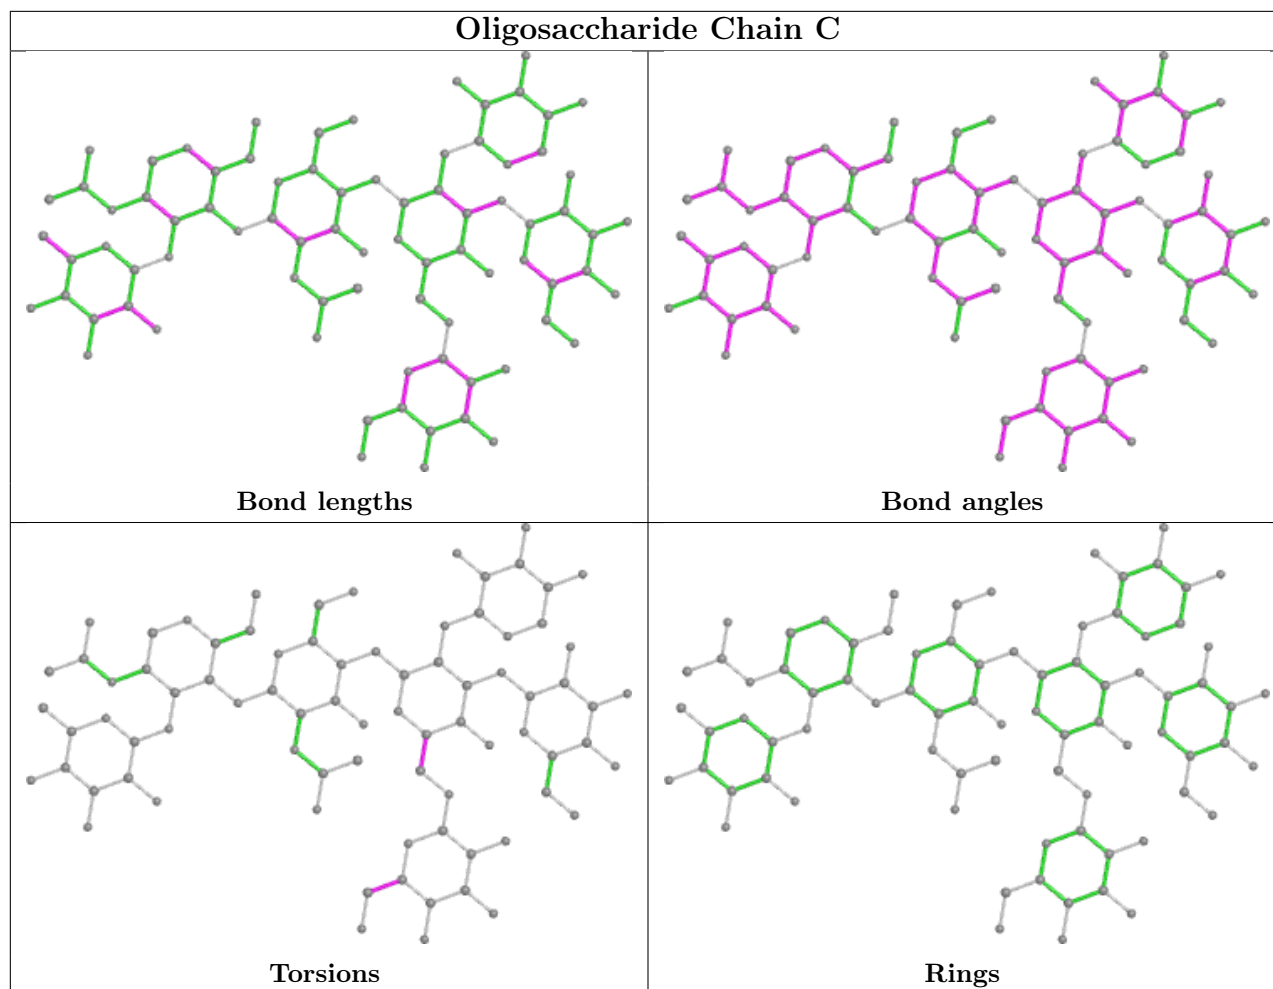 Oligosaccharide Chain C
Bond lengths
Bond angles
Torsions
Rings